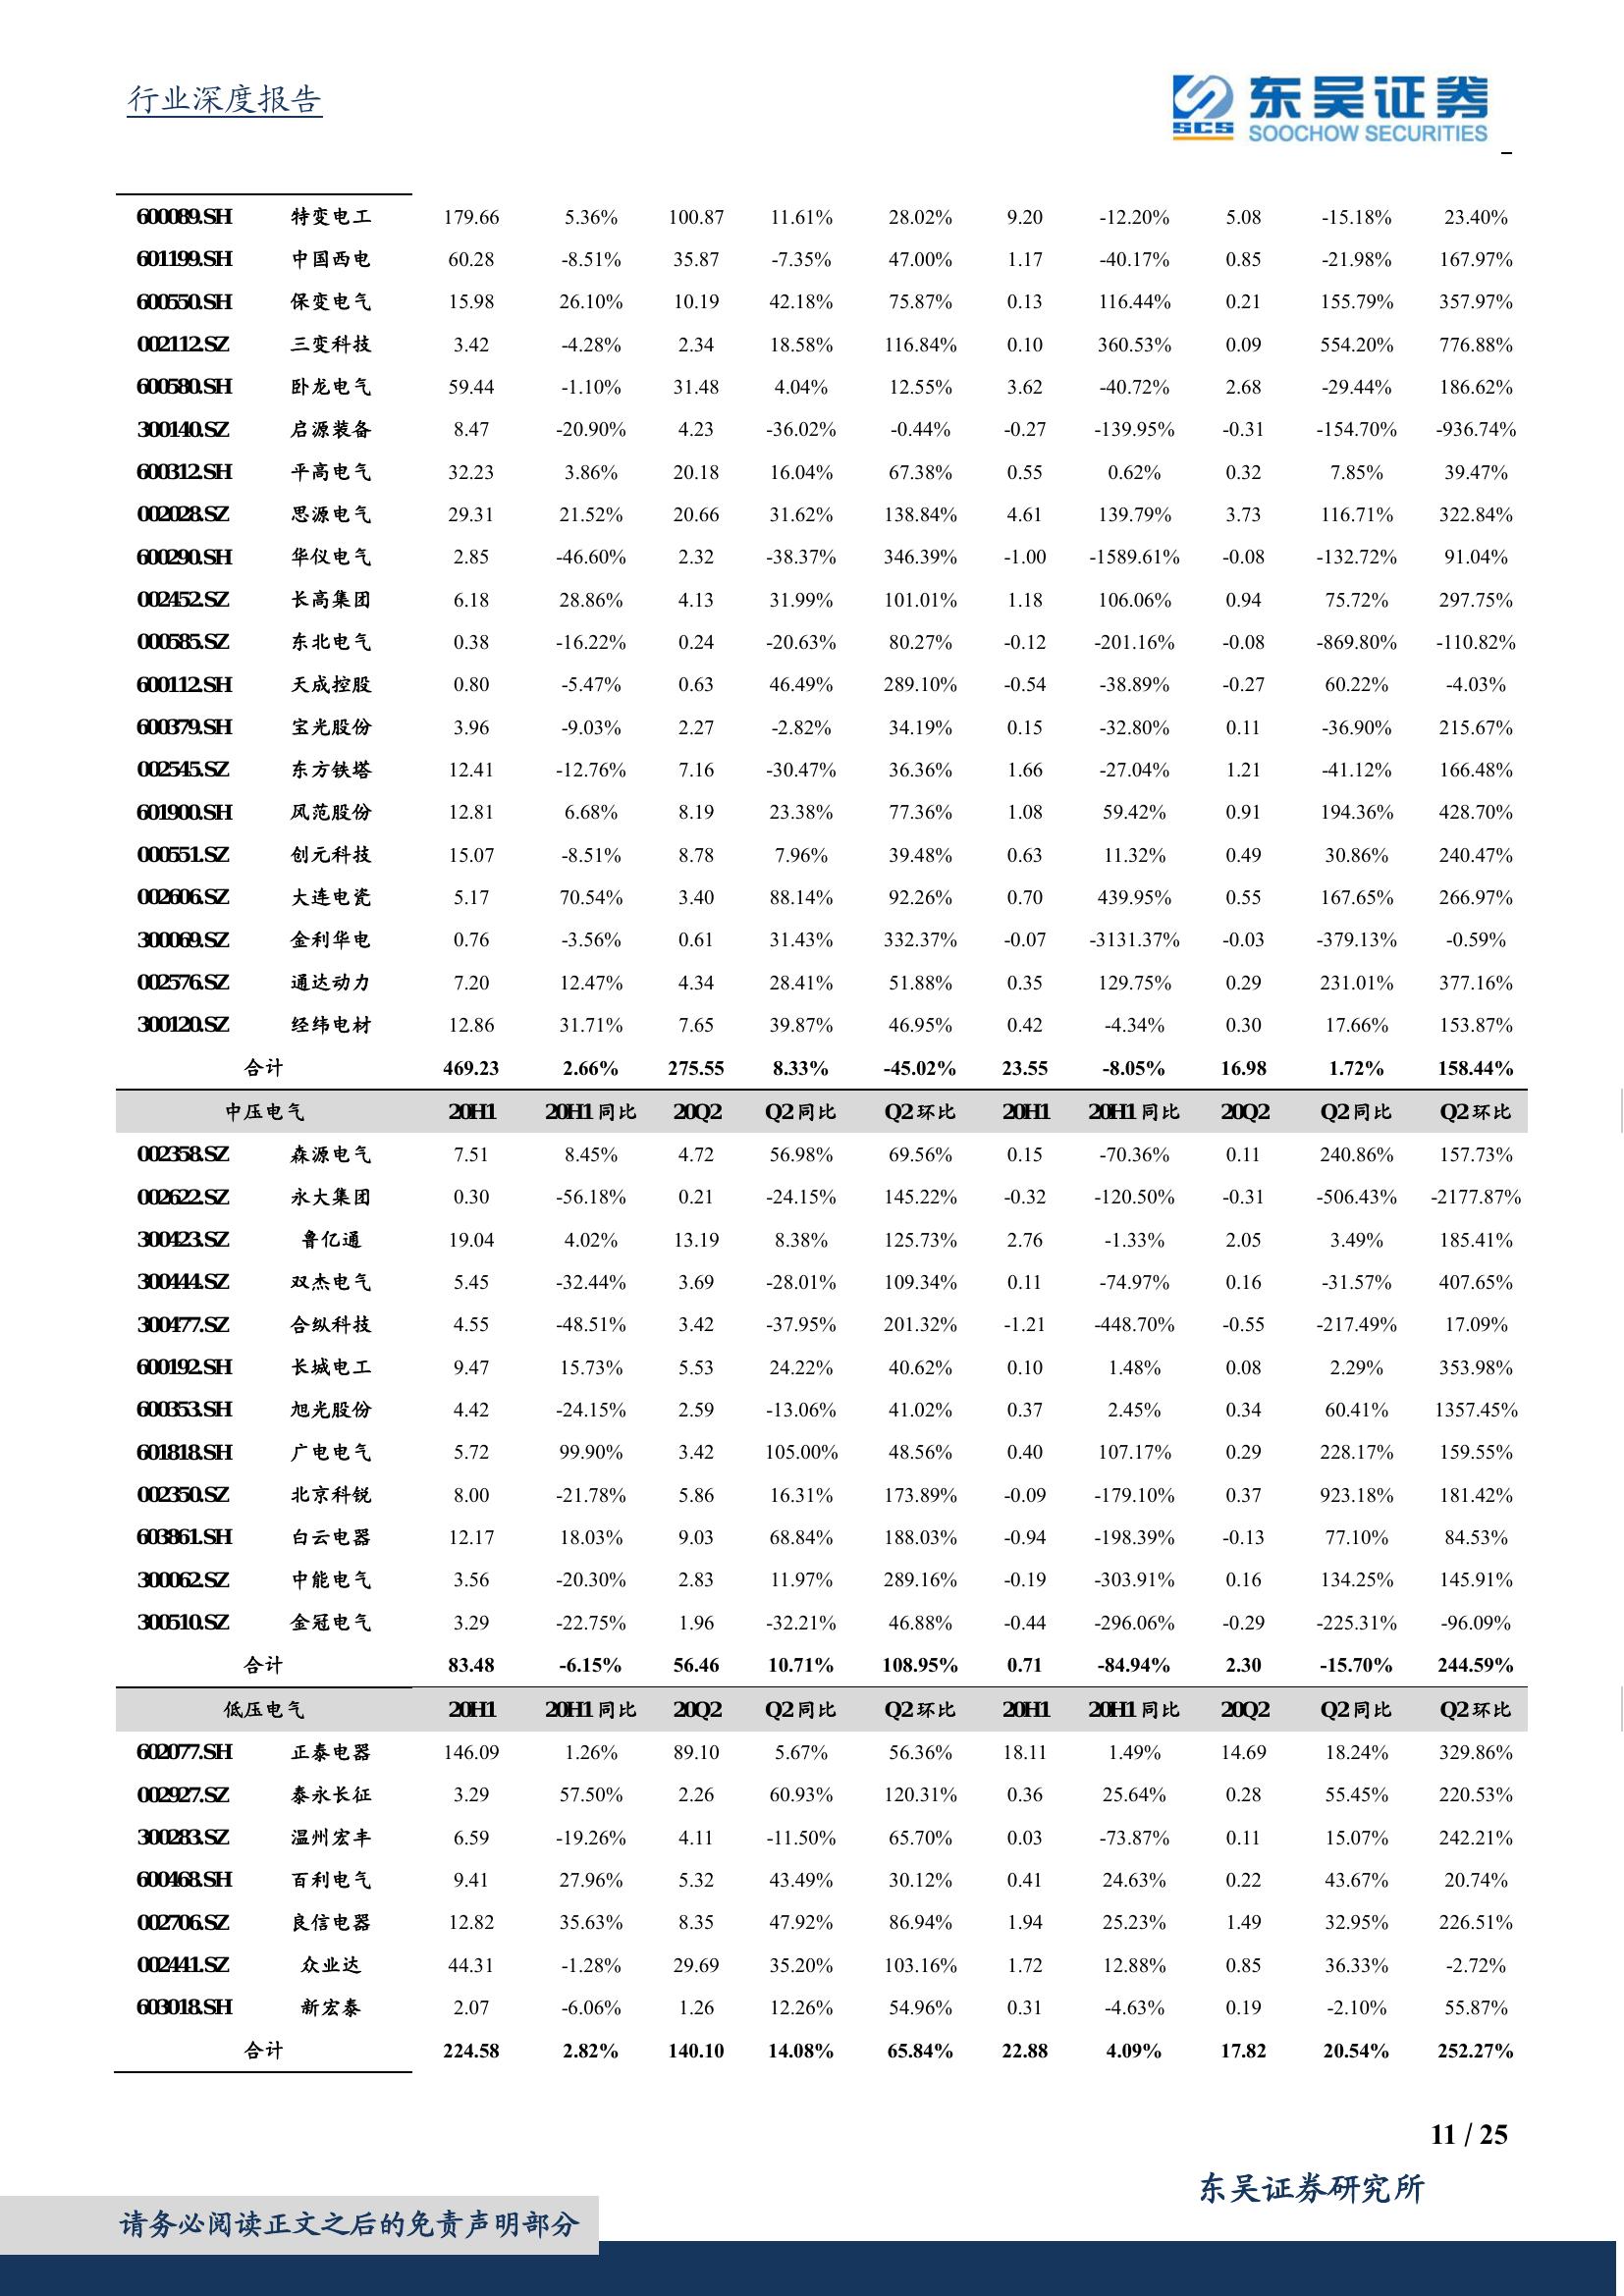 行业深度报告
东吴证券
SCS SOOCHOW SECURITIES
600089.SH 特变电工 179.66 5.36% 100.87 11.61% 28.02% 9.20 -12.20% 5.08 -15.18% 23.40%
601199.SH 中国西电 60.28 -8.51% 35.87 -7.35% 47.00% 1.17 -40.17% 0.85 -21.98% 167.97%
600550.SH 保变电气 15.98 26.10% 10.19 42.18% 75.87% 0.13 116.44% 0.21 155.79% 357.97%
002112.SZ 三变科技 3.42 -4.28% 2.34 18.58% 116.84% 0.10 360.53% 0.09 554.20% 776.88%
600580.SH 卧龙电气 59.44 -1.10% 31.48 4.04% 12.55% 3.62 -40.72% 2.68 -29.44% 186.62%
300140.SZ 启源装备 8.47 -20.90% 4.23 -36.02% -0.44% -0.27 -139.95% -0.31 -154.70% -936.74%
600312.SH 平高电气 32.23 3.86% 20.18 16.04% 67.38% 0.55 0.62% 0.32 7.85% 39.47%
002028.SZ 思源电气 29.31 21.52% 20.66 31.62% 138.84% 4.61 139.79% 3.73 116.71% 322.84%
600290.SH 华仪电气 2.85 -46.60% 2.32 -38.37% 346.39% -1.00 -1589.61% -0.08 -132.72% 91.04%
002452.SZ 长高集团 6.18 28.86% 4.13 31.99% 101.01% 1.18 106.06% 0.94 75.72% 297.75%
000585.SZ 东北电气 0.38 -16.22% 0.24 -20.63% 80.27% -0.12 -201.16% -0.08 -869.80% -110.82%
600112.SH 天成控股 0.80 -5.47% 0.63 46.49% 289.10% -0.54 -38.89% -0.27 60.22% -4.03%
600379.SH 宝光股份 3.96 -9.03% 2.27 -2.82% 34.19% 0.15 -32.80% 0.11 -36.90% 215.67%
002545.SZ 东方铁塔 12.41 -12.76% 7.16 -30.47% 36.36% 1.66 -27.04% 1.21 -41.12% 166.48%
601900.SH 风范股份 12.81 6.68% 8.19 23.38% 77.36% 1.08 59.42% 0.91 194.36% 428.70%
000551.SZ 创元科技 15.07 -8.51% 8.78 7.96% 39.48% 0.63 11.32% 0.49 30.86% 240.47%
002606.SZ 大连电瓷 5.17 70.54% 3.40 88.14% 92.26% 0.70 439.95% 0.55 167.65% 266.97%
300069.SZ 金利华电 0.76 -3.56% 0.61 31.43% 332.37% -0.07 -3131.37% -0.03 -379.13% -0.59%
002576.SZ 通达动力 7.20 12.47% 4.34 28.41% 51.88% 0.35 129.75% 0.29 231.01% 377.16%
300120.SZ 经纬电材 12.86 31.71% 7.65 39.87% 46.95% 0.42 -4.34% 0.30 17.66% 153.87%
合计 469.23 2.66% 275.55 8.33% -45.02% 23.55 -8.05% 16.98 1.72% 158.44%
中压电气 20H1 20H1 同比 20Q2 Q2 同比 Q2 环比 20H1 20H1 同比 20Q2 Q2 同比 Q2 环比
002358.SZ 森源电气 7.51 8.45% 4.72 56.98% 69.56% 0.15 -70.36% 0.11 240.86% 157.73%
002622.SZ 永大集团 0.30 -56.18% 0.21 -24.15% 145.22% -0.32 -120.50% -0.31 -506.43% -2177.87%
300423.SZ 鲁亿通 19.04 4.02% 13.19 8.38% 125.73% 2.76 -1.33% 2.05 3.49% 185.41%
300444.SZ 双杰电气 5.45 -32.44% 3.69 -28.01% 109.34% 0.11 -74.97% 0.16 -31.57% 407.65%
300477.SZ 合纵科技 4.55 -48.51% 3.42 -37.95% 201.32% -1.21 -448.70% -0.55 -217.49% 17.09%
600192.SH 长城电工 9.47 15.73% 5.53 24.22% 40.62% 0.10 1.48% 0.08 2.29% 353.98%
600353.SH 旭光股份 4.42 -24.15% 2.59 -13.06% 41.02% 0.37 2.45% 0.34 60.41% 1357.45%
601818.SH 广电电气 5.72 99.90% 3.42 105.00% 48.56% 0.40 107.17% 0.29 228.17% 159.55%
002350.SZ 北京科锐 8.00 -21.78% 5.86 16.31% 173.89% -0.09 -179.10% 0.37 923.18% 181.42%
603861.SH 白云电器 12.17 18.03% 9.03 68.84% 188.03% -0.94 -198.39% -0.13 77.10% 84.53%
300062.SZ 中能电气 3.56 -20.30% 2.83 11.97% 289.16% -0.19 -303.91% 0.16 134.25% 145.91%
300510.SZ 金冠电气 3.29 -22.75% 1.96 -32.21% 46.88% -0.44 -296.06% -0.29 -225.31% -96.09%
合计 83.48 -6.15% 56.46 10.71% 108.95% 0.71 -84.94% 2.30 -15.70% 244.59%
低压电气 20H1 20H1 同比 20Q2 Q2 同比 Q2 环比 20H1 20H1 同比 20Q2 Q2 同比 Q2 环比
602077.SH 正泰电器 146.09 1.26% 89.10 5.67% 56.36% 18.11 1.49% 14.69 18.24% 329.86%
002927.SZ 泰永长征 3.29 57.50% 2.26 60.93% 120.31% 0.36 25.64% 0.28 55.45% 220.53%
300283.SZ 温州宏丰 6.59 -19.26% 4.11 -11.50% 65.70% 0.03 -73.87% 0.11 15.07% 242.21%
600468.SH 百利电气 9.41 27.96% 5.32 43.49% 30.12% 0.41 24.63% 0.22 43.67% 20.74%
002706.SZ 良信电器 12.82 35.63% 8.35 47.92% 86.94% 1.94 25.23% 1.49 32.95% 226.51%
002441.SZ 众业达 44.31 -1.28% 29.69 35.20% 103.16% 1.72 12.88% 0.85 36.33% -2.72%
603018.SH 新宏泰 2.07 -6.06% 1.26 12.26% 54.96% 0.31 -4.63% 0.19 -2.10% 55.87%
合计 224.58 2.82% 140.10 14.08% 65.84% 22.88 4.09% 17.82 20.54% 252.27%
11 / 25
东吴证券研究所
请务必阅读正文之后的免责声明部分